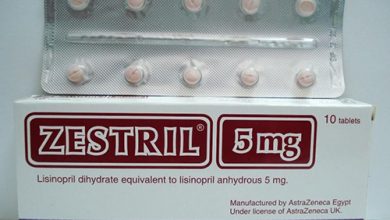 10 tablets
ZESTRIL® 5 mg
Lisinopril dihydrate equivalent to lisinopril anhydrous 5 mg.
Manufactured by AstraZeneca Egypt
Under license of AstraZeneca UK.